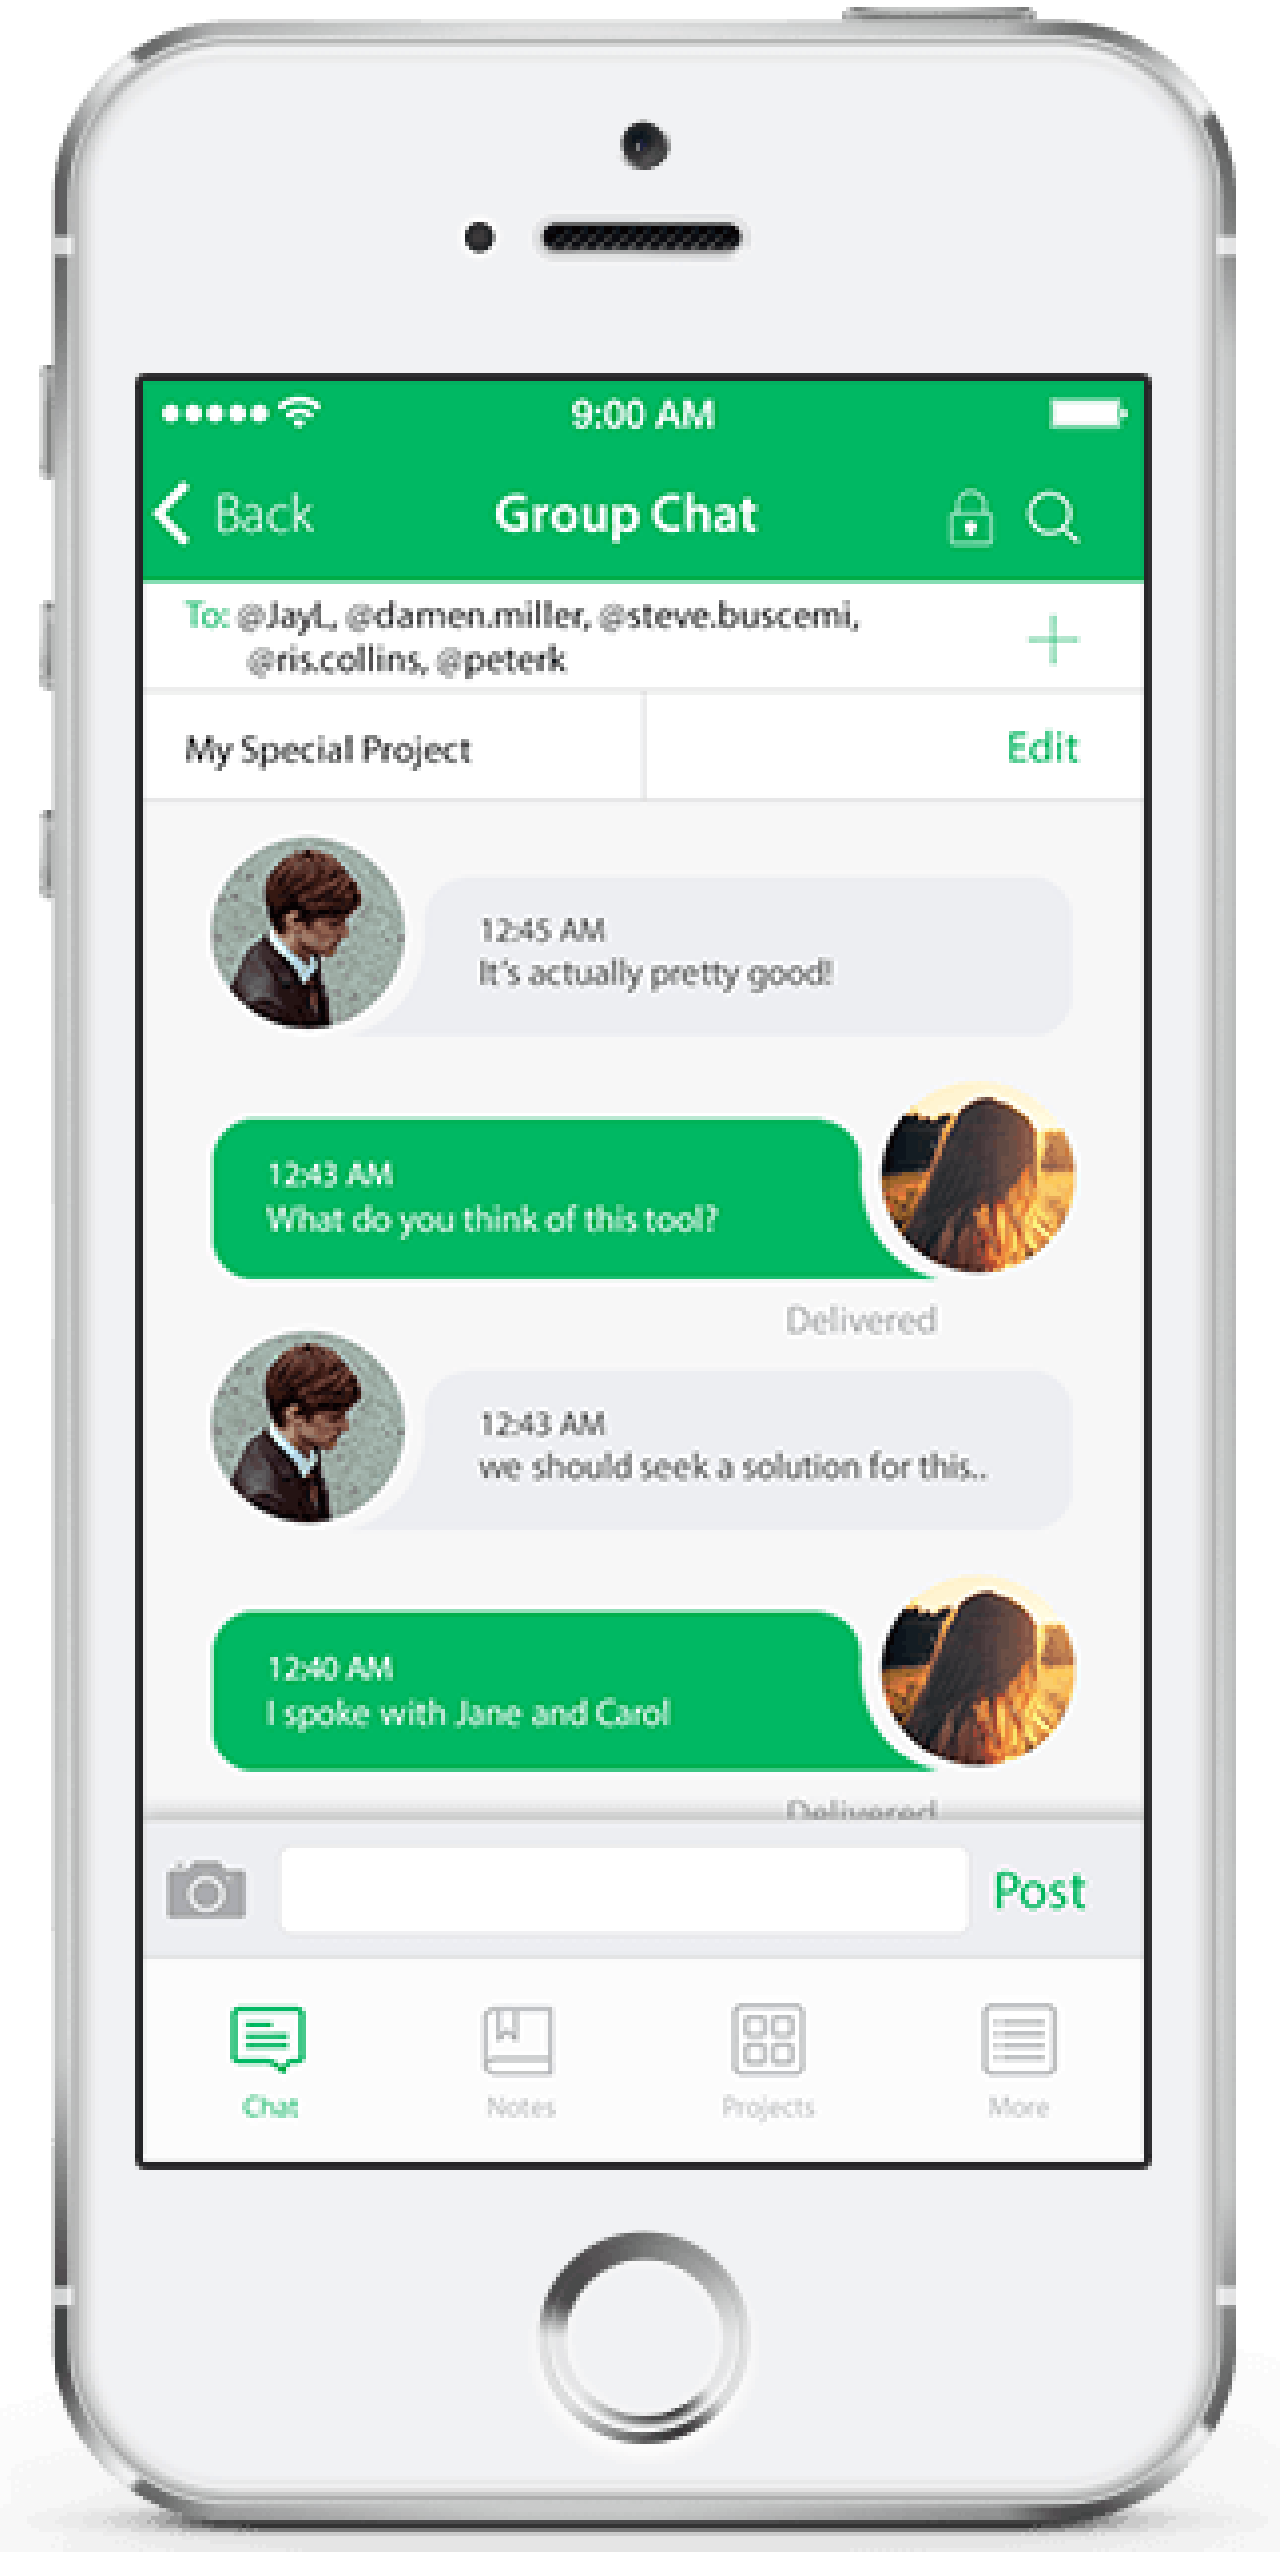 9:00 AM
Back Group Chat
To: @JayL, @damen.miller, @steve.buscemi,
@ris.collins, @peterk
My Special Project Edit
12:45 AM
It's actually pretty good!
12:43 AM
What do you think of this tool?
Delivered
12:43 AM
we should seek a solution for this..
12:40 AM
I spoke with Jane and Carol
Delivered
Post
Chat Notes Projects More